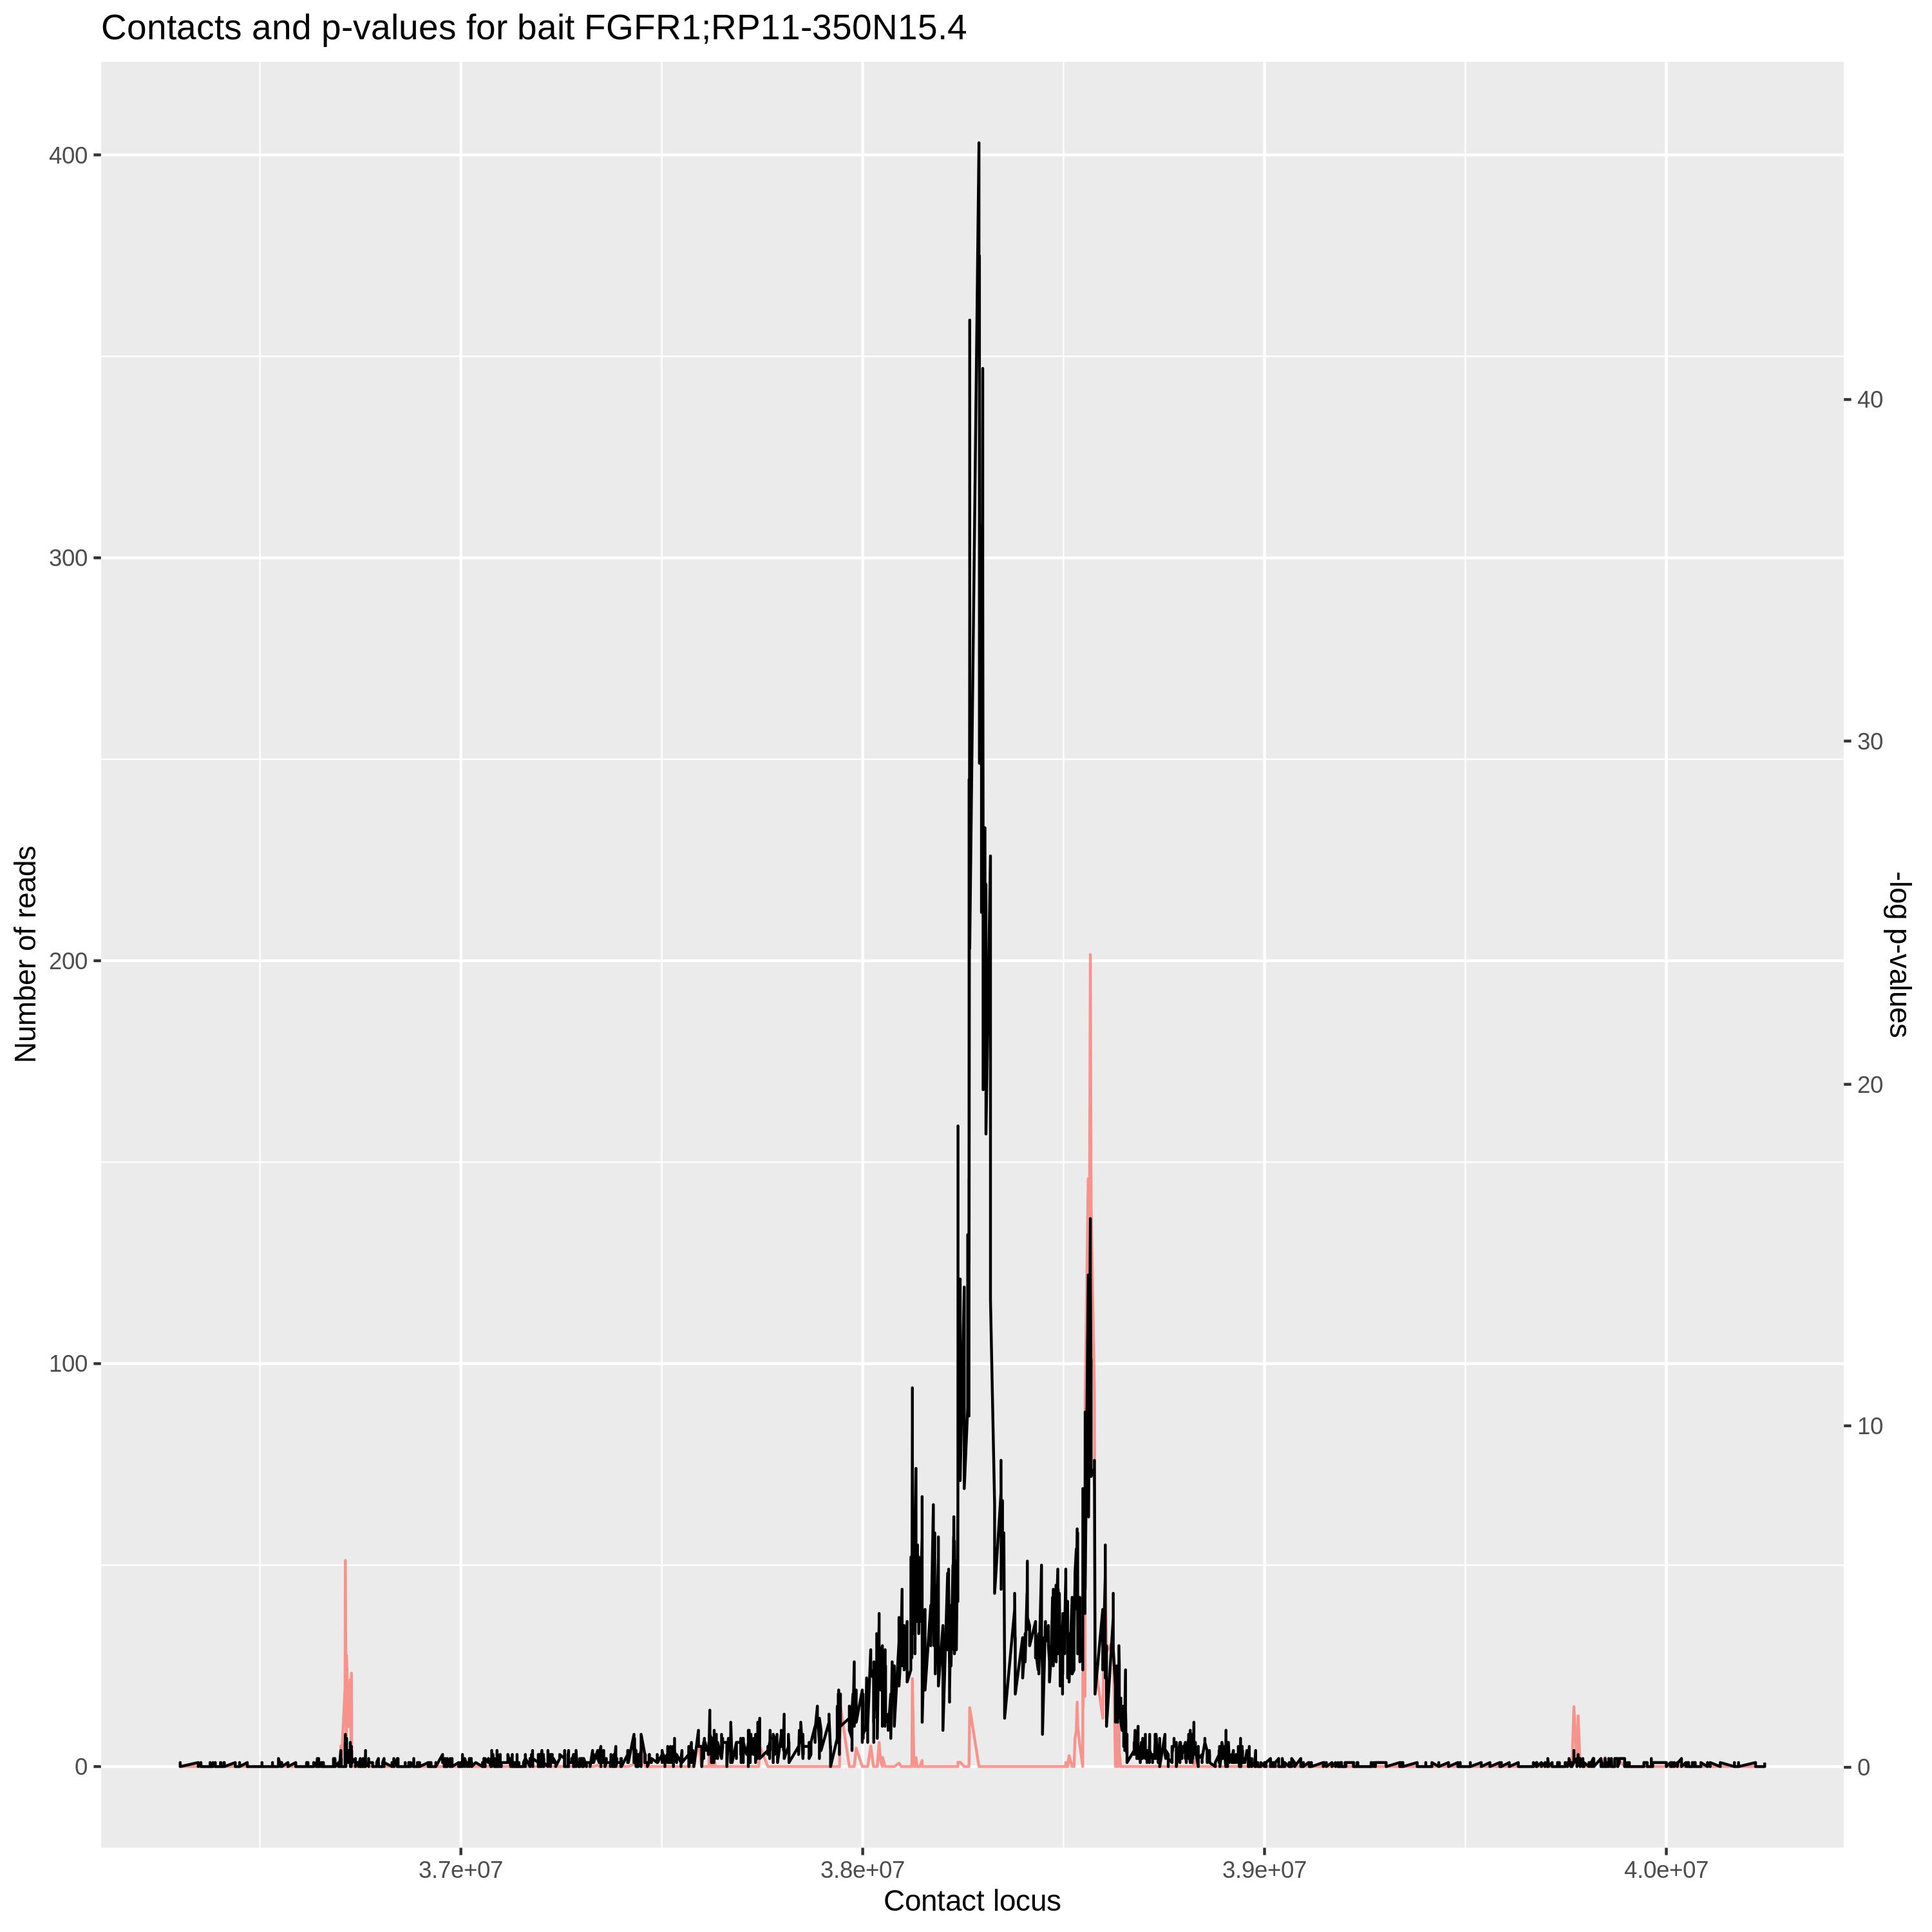 Contacts and p-values for bait FGFR1;RP11-350N15.4
400
300
200
100
0
Number of reads
40
30
20
10
0
-log p-values
3.7e+07
3.8e+07
3.9e+07
4.0e+07
Contact locus